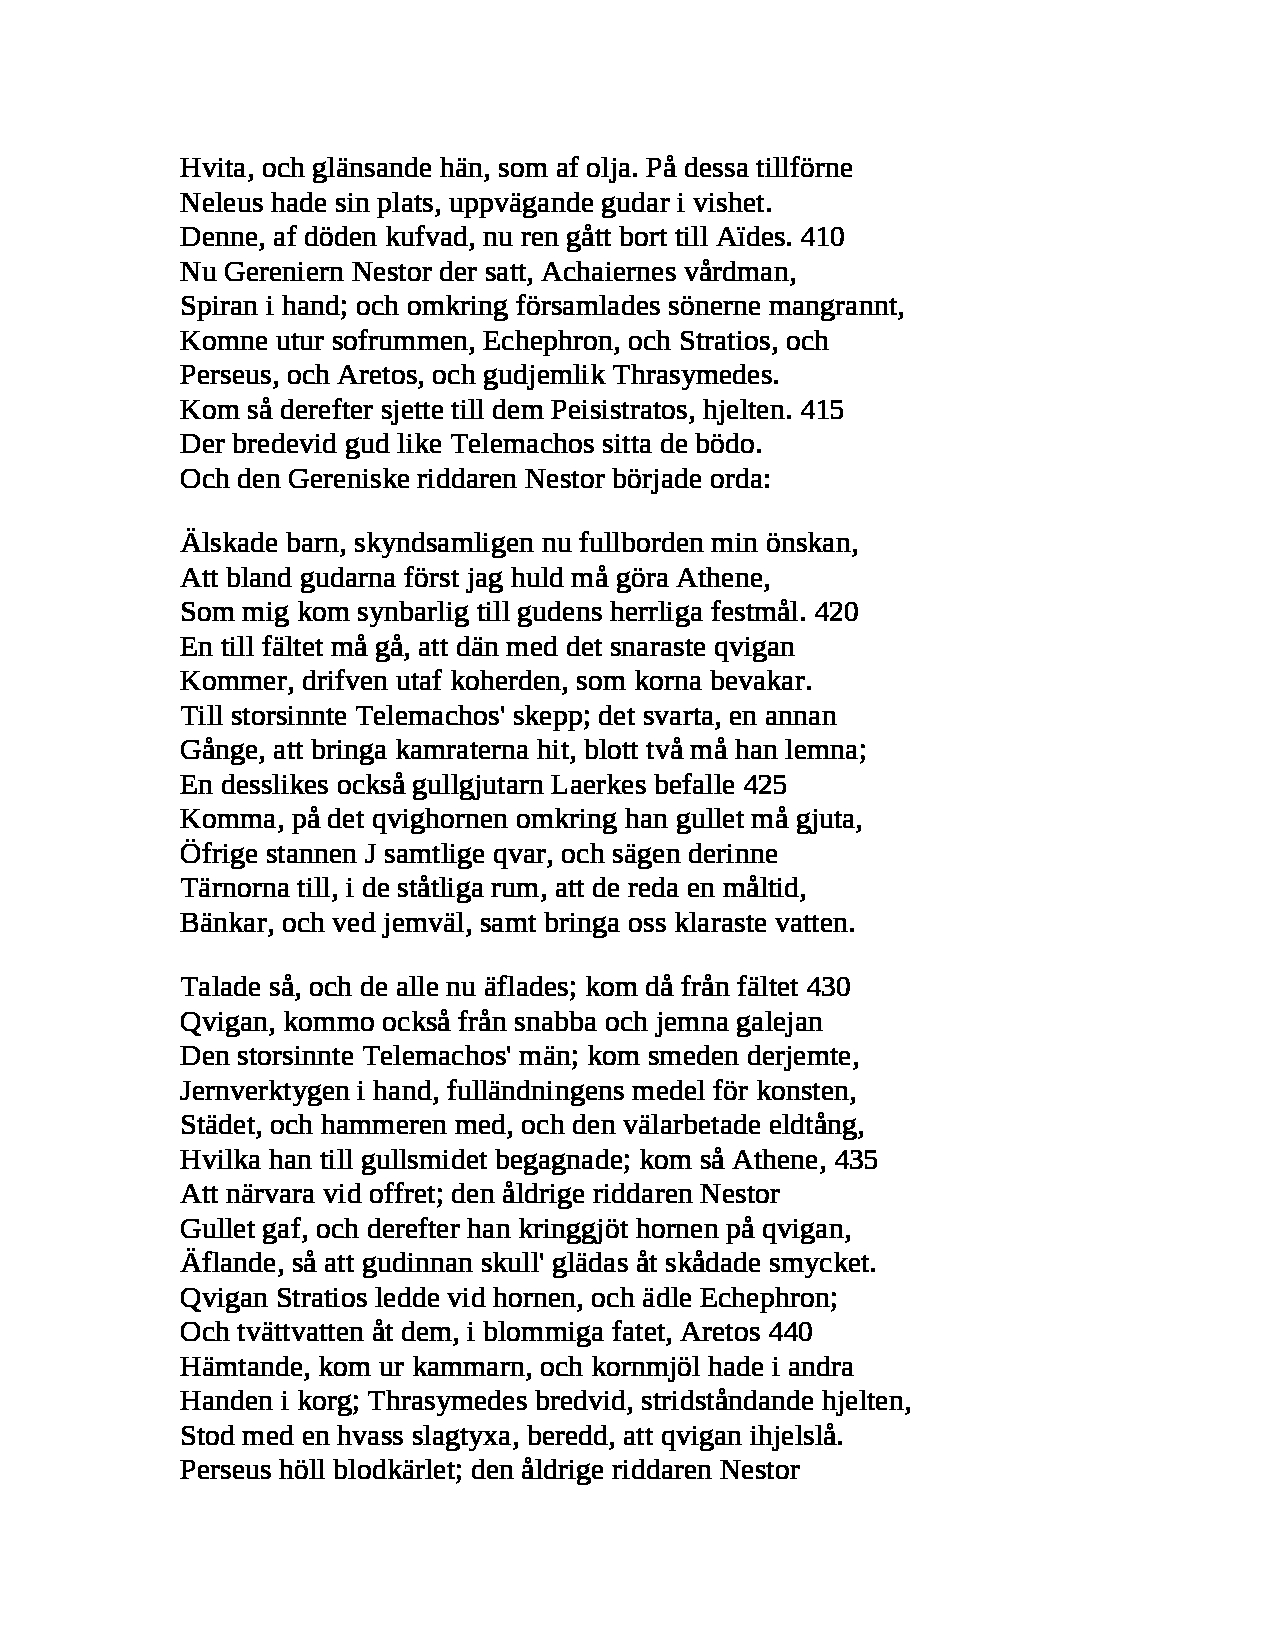 Hvita, och glänsande hän, som af olja. På dessa tillförne
Neleus hade sin plats, uppvägande gudar i vishet.
Denne, af döden kufvad, nu ren gått bort till Aïdes. 410
Nu Gereniern Nestor der satt, Achaiernes vårdman,
Spiran i hand; och omkring församlades sönerne mangrannt,
Komne utur sofrummen, Echephron, och Stratios, och
Perseus, och Aretos, och gudjemlik Thrasymedes.
Kom så derefter sjette till dem Peisistratos, hjelten. 415
Der bredevid gud like Telemachos sitta de bödo.
Och den Gereniske riddaren Nestor började orda:

Älskade barn, skyndsamligen nu fullborden min önskan,
Att bland gudarna först jag huld må göra Athene,
Som mig kom synbarlig till gudens herrliga festmål. 420
En till fältet må gå, att dän med det snaraste qvigan
Kommer, drifven utaf koherden, som korna bevakar.
Till storsinnte Telemachos' skepp; det svarta, en annan
Gånge, att bringa kamraterna hit, blott två må han lemna;
En desslikes också gullgjutarn Laerkes befalle 425
Komma, på det qvighornen omkring han gullet må gjuta,
Öfrige stannen J samtlige qvar, och sägen derinne
Tärnorna till, i de ståtliga rum, att de reda en måltid,
Bänkar, och ved jemväl, samt bringa oss klaraste vatten.

Talade så, och de alle nu äflades; kom då från fältet 430
Qvigan, kommo också från snabba och jemna galejan
Den storsinnte Telemachos' män; kom smeden derjemte,
Jernverktygen i hand, fulländningens medel för konsten,
Städet, och hammeren med, och den välarbetade eldtång,
Hvilka han till gullsmidet begagnade; kom så Athene, 435
Att närvara vid offret; den åldrige riddaren Nestor
Gullet gaf, och derefter han kringgjöt hornen på qvigan,
Äflande, så att gudinnan skull' glädas åt skådade smycket.
Qvigan Stratios ledde vid hornen, och ädle Echephron;
Och tvättvatten åt dem, i blommiga fatet, Aretos 440
Hämtande, kom ur kammarn, och kornmjöl hade i andra
Handen i korg; Thrasymedes bredvid, stridståndande hjelten,
Stod med en hvass slagtyxa, beredd, att qvigan ihjelslå.
Perseus höll blodkärlet; den åldrige riddaren Nestor